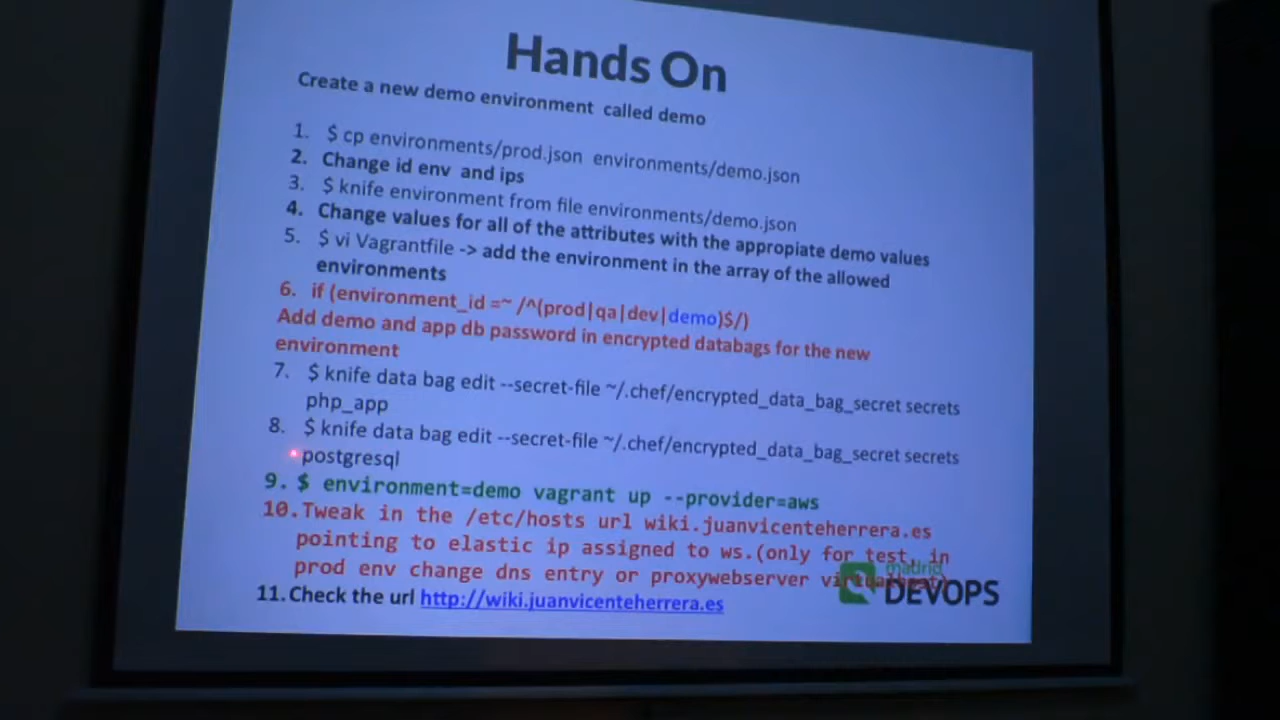 Hands On
Create a new demo environment called demo
1. $ cp environments/prod.json environments/demo.json
2. Change id env and ips
3. $ knife environment from file environments/demo.json
4. Change values for all of the attributes with the appropiate demo values
5. $ vi Vagrantfile -> add the environment in the array of the allowed
environments
6. if (environment_id =~ /^(prod|qa|dev|demo)$/)
Add demo and app db password in encrypted databags for the new
environment
7. $ knife data bag edit --secret-file ~/.chef/encrypted_data_bag_secret secrets
php_app
8. $ knife data bag edit --secret-file ~/.chef/encrypted_data_bag_secret secrets
postgresql
9. $ environment=demo vagrant up --provider=aws
10. Tweak in the /etc/hosts url wiki.juanvicenteherrera.es
pointing to elastic ip assigned to ws.(only for test, in
prod env change dns entry or proxywebserver virtualhost)
madrid
DEVOPS
11. Check the url http://wiki.juanvicenteherrera.es